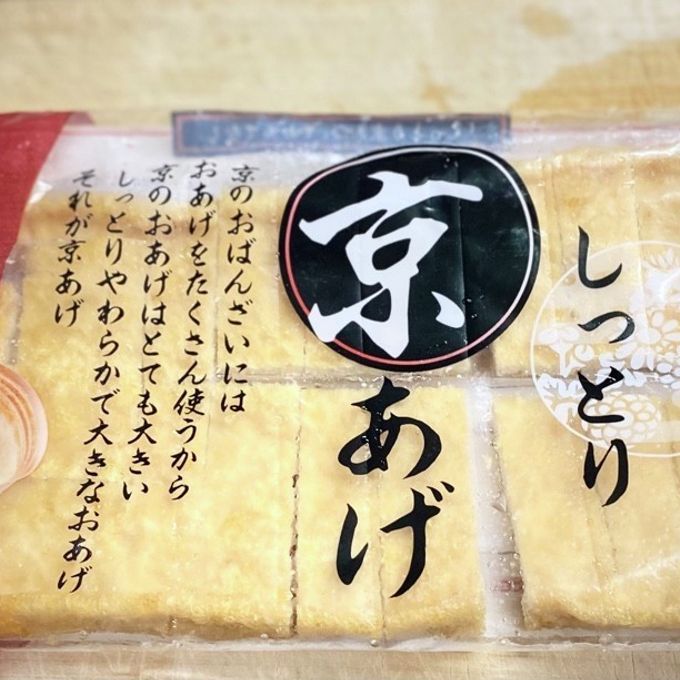 しっとり
京あげ
京のおばんざいには
おあげをたくさん使うから
京のおあげはとても大きい
しっとりやわらかで大きなおあげ
それが京あげ